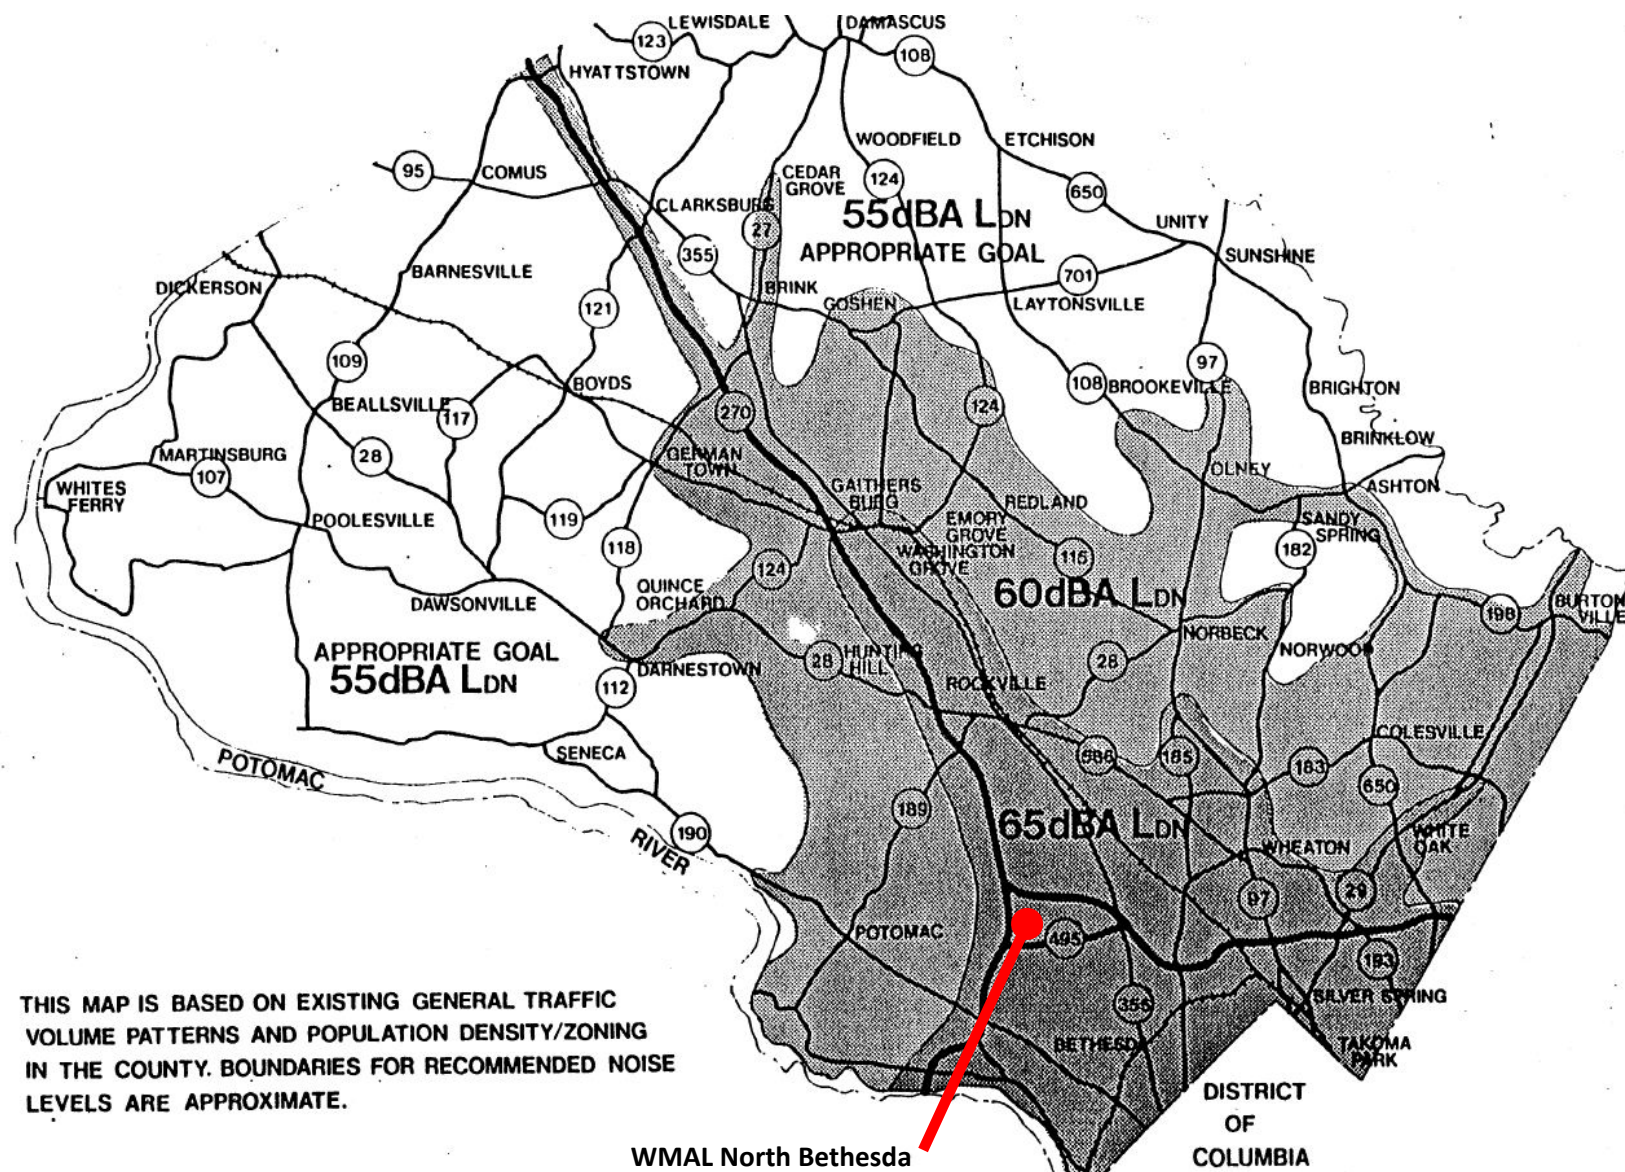 LEWISDALE
DAMASCUS
123
108
HYATTSTOWN
WOODFIELD
ETCHISON
95
COMUS
CEDAR
GROVE
124
650
CLARKSBURG
27
55dBA LDN
APPROPRIATE GOAL
UNITY
SUNSHINE
355
BARNESVILLE
DICKERSON
701
BRINK
GOSHEN
LAYTONSVILLE
121
109
97
BOYDS
108
BROOKEVILLE
BRIGHTON
BEALLSVILLE
117
270
124
BRINKLOW
MARTINSBURG
28
GERMAN
TOWN
OLNEY
107
WHITES
FERRY
GAITHERS
BURG
REDLAND
ASHTON
POOLESVILLE
119
EMORY
GROVE
SANDY
SPRING
118
WASHINGTON
GROVE
115
182
124
QUINCE
ORCHARD
60dBA LDN
DAWSONVILLE
198
BURTON
VILLE
NORBECK
APPROPRIATE GOAL
55dBA LDN
DARNESTOWN
28
HUNTING
HILL
28
NORWOOD
112
ROCKVILLE
COLESVILLE
SENECA
586
185
183
POTOMAC
RIVER
650
189
190
65dBA LDN
WHITE
OAK
WHEATON
97
29
POTOMAC
495
193
355
SILVER SPRING
BETHESDA
TAKOMA
PARK
THIS MAP IS BASED ON EXISTING GENERAL TRAFFIC
VOLUME PATTERNS AND POPULATION DENSITY/ZONING
IN THE COUNTY. BOUNDARIES FOR RECOMMENDED NOISE
LEVELS ARE APPROXIMATE.
DISTRICT
OF
COLUMBIA
WMAL North Bethesda